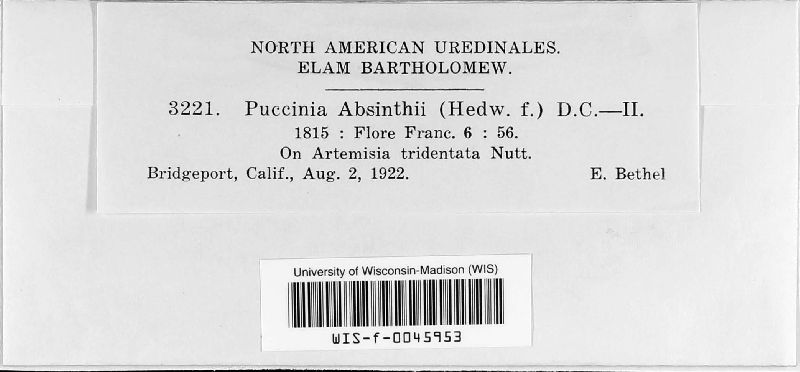 NORTH AMERICAN UREDINALES.
ELAM BARTHOLOMEW.
3221. Puccinia Absinthii (Hedw. f.) D.C.—II.
1815 : Flore Franc. 6 : 56.
On Artemisia tridentata Nutt.
Bridgeport, Calif., Aug. 2, 1922. E. Bethel
University of Wisconsin-Madison (WIS)
WIS-f-0045953